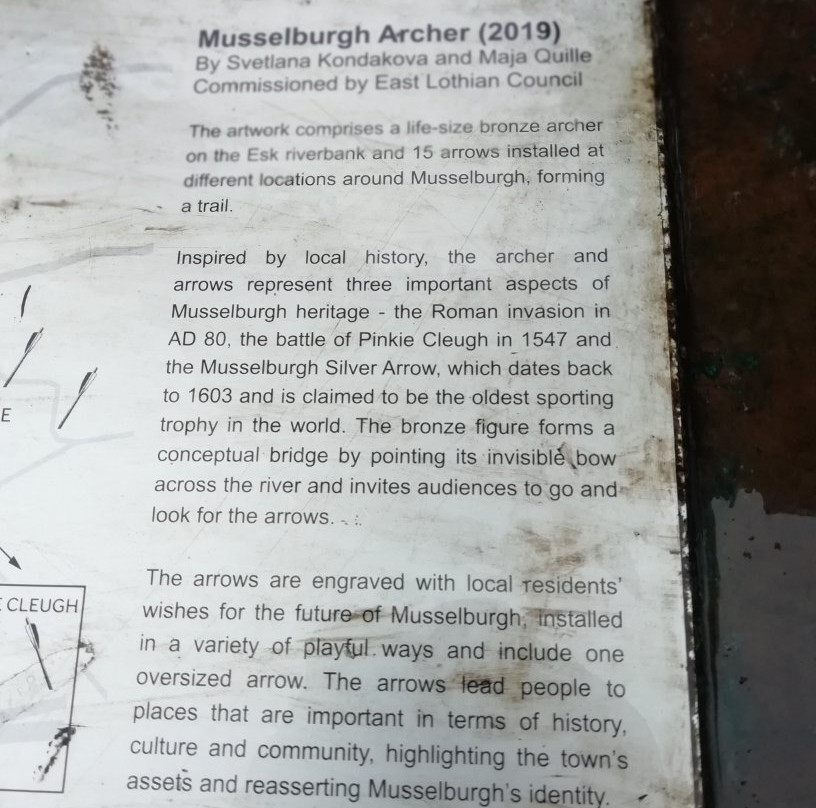 Musselburgh Archer (2019)
By Svetlana Kondakova and Maja Quille
Commissioned by East Lothian Council
The artwork comprises a life-size bronze archer
on the Esk riverbank and 15 arrows installed at
different locations around Musselburgh, forming
a trail.
Inspired by local history, the archer and
arrows represent three important aspects of
Musselburgh heritage - the Roman invasion in
AD 80, the battle of Pinkie Cleugh in 1547 and
the Musselburgh Silver Arrow, which dates back
to 1603 and is claimed to be the oldest sporting
trophy in the world. The bronze figure forms a
conceptual bridge by pointing its invisible bow
across the river and invites audiences to go and
look for the arrows.
The arrows are engraved with local residents'
wishes for the future of Musselburgh, installed
in a variety of playful ways and include one
oversized arrow. The arrows lead people to
places that are important in terms of history,
culture and community, highlighting the town's
assets and reasserting Musselburgh's identity.
E
CLEUGH